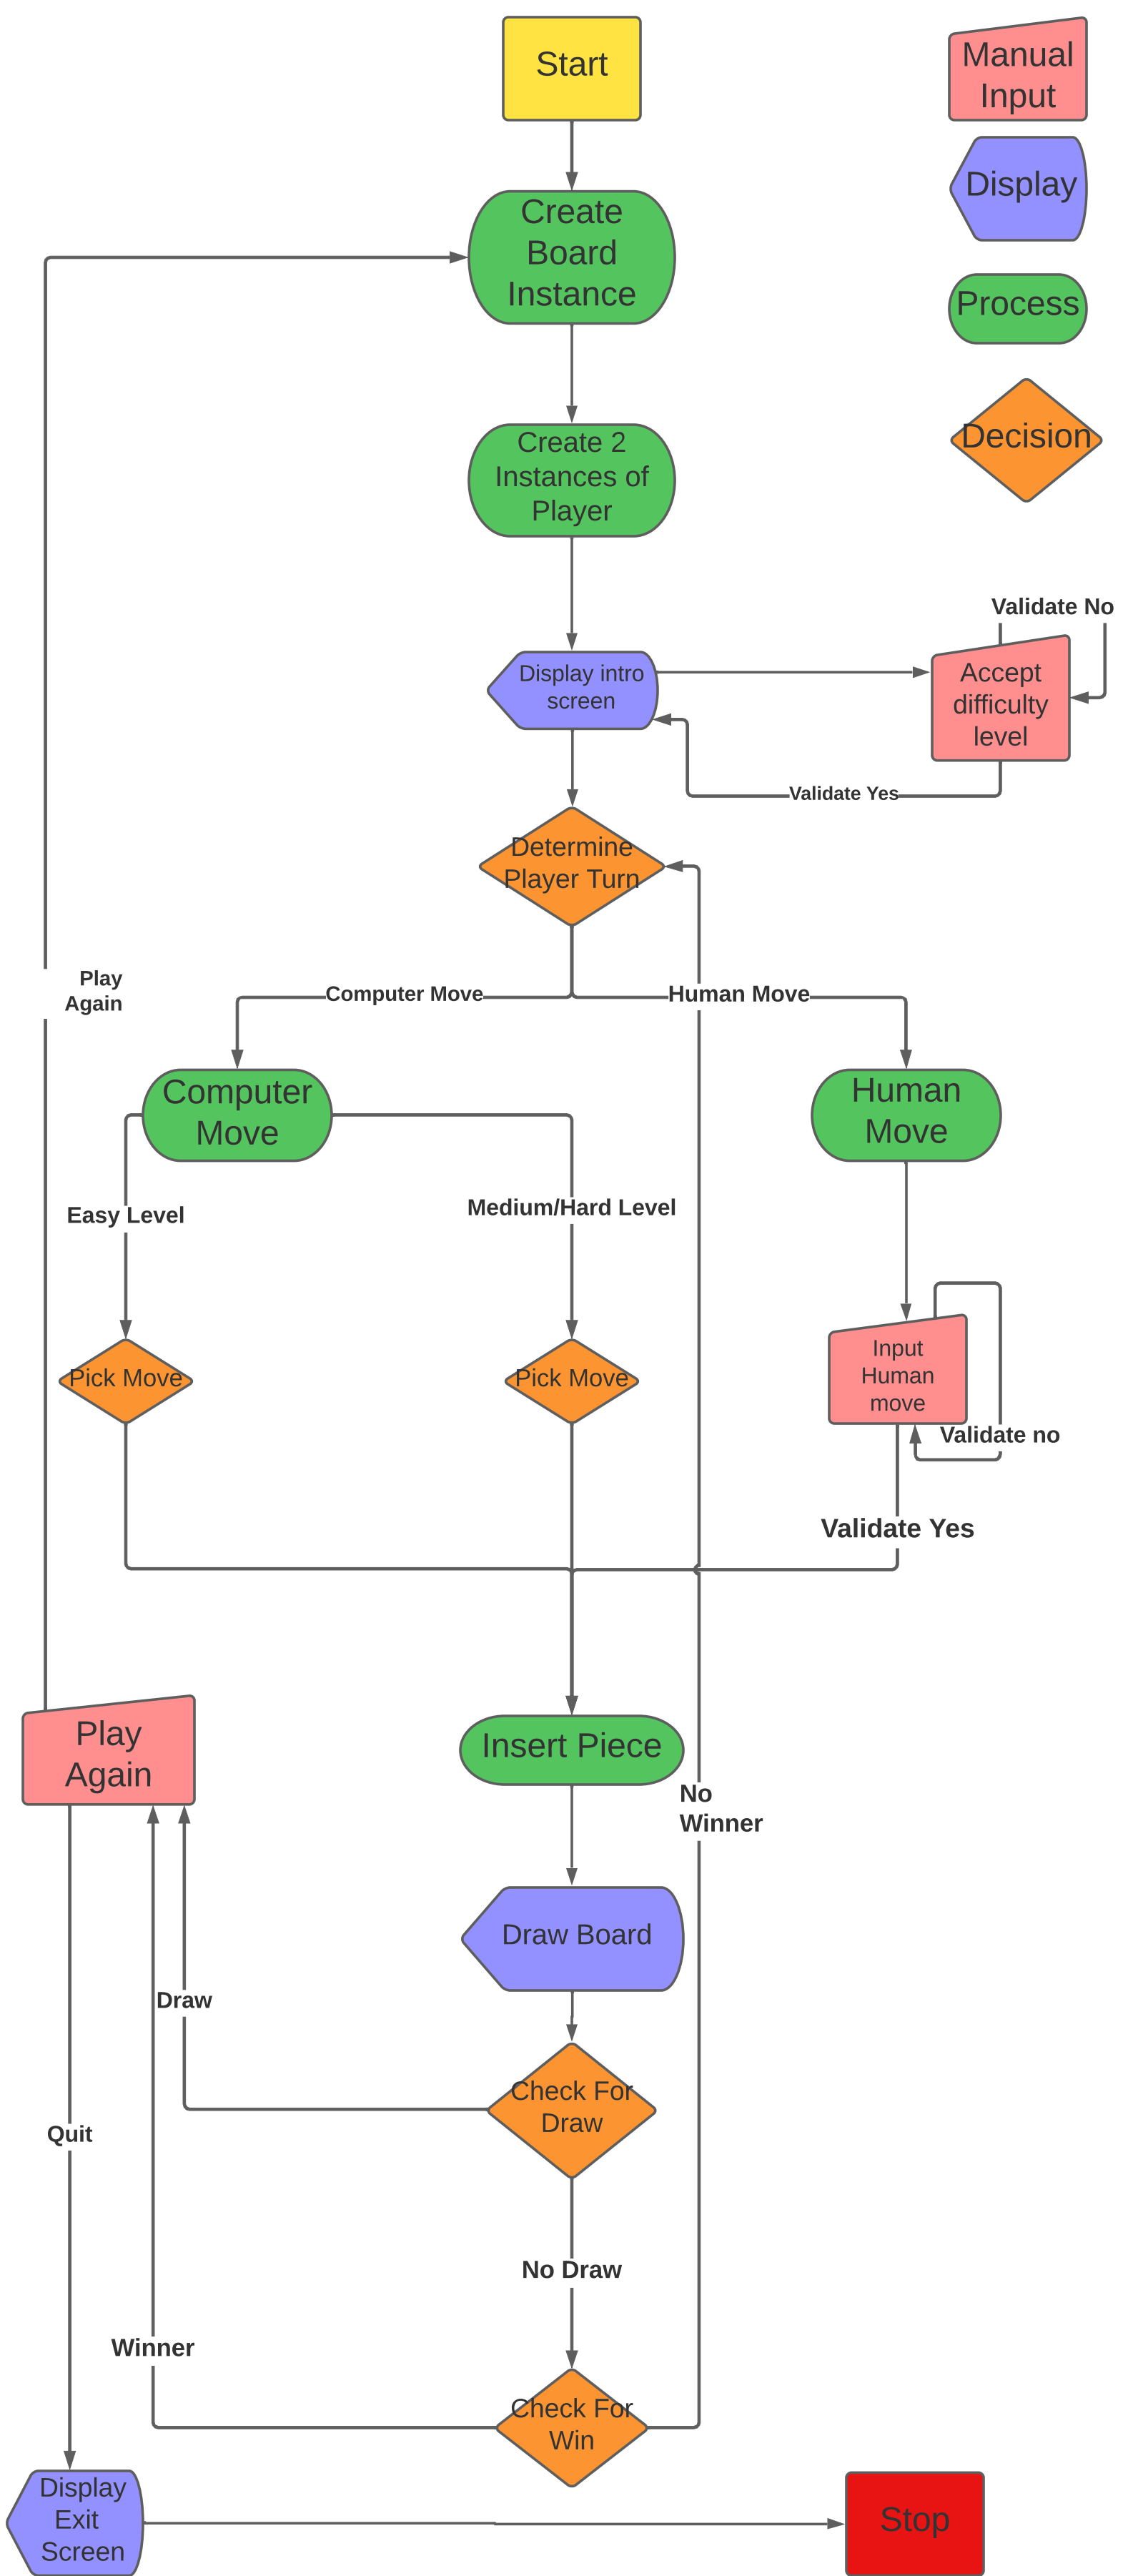 Start
Manual
Input
Display
Create
Board
Instance
Process
Decision
Create 2
Instances of
Player
Validate No
Display intro
screen
Accept
difficulty
level
Validate Yes
Determine
Player Turn
Play
Again
Computer Move
Human Move
Computer
Move
Human
Move
Easy Level
Medium/Hard Level
Pick Move
Pick Move
Input
Human
move
Validate no
Validate Yes
Play
Again
Insert Piece
No
Winner
Draw Board
Draw
Check For
Draw
Quit
No Draw
Winner
Check For
Win
Display
Exit
Screen
Stop